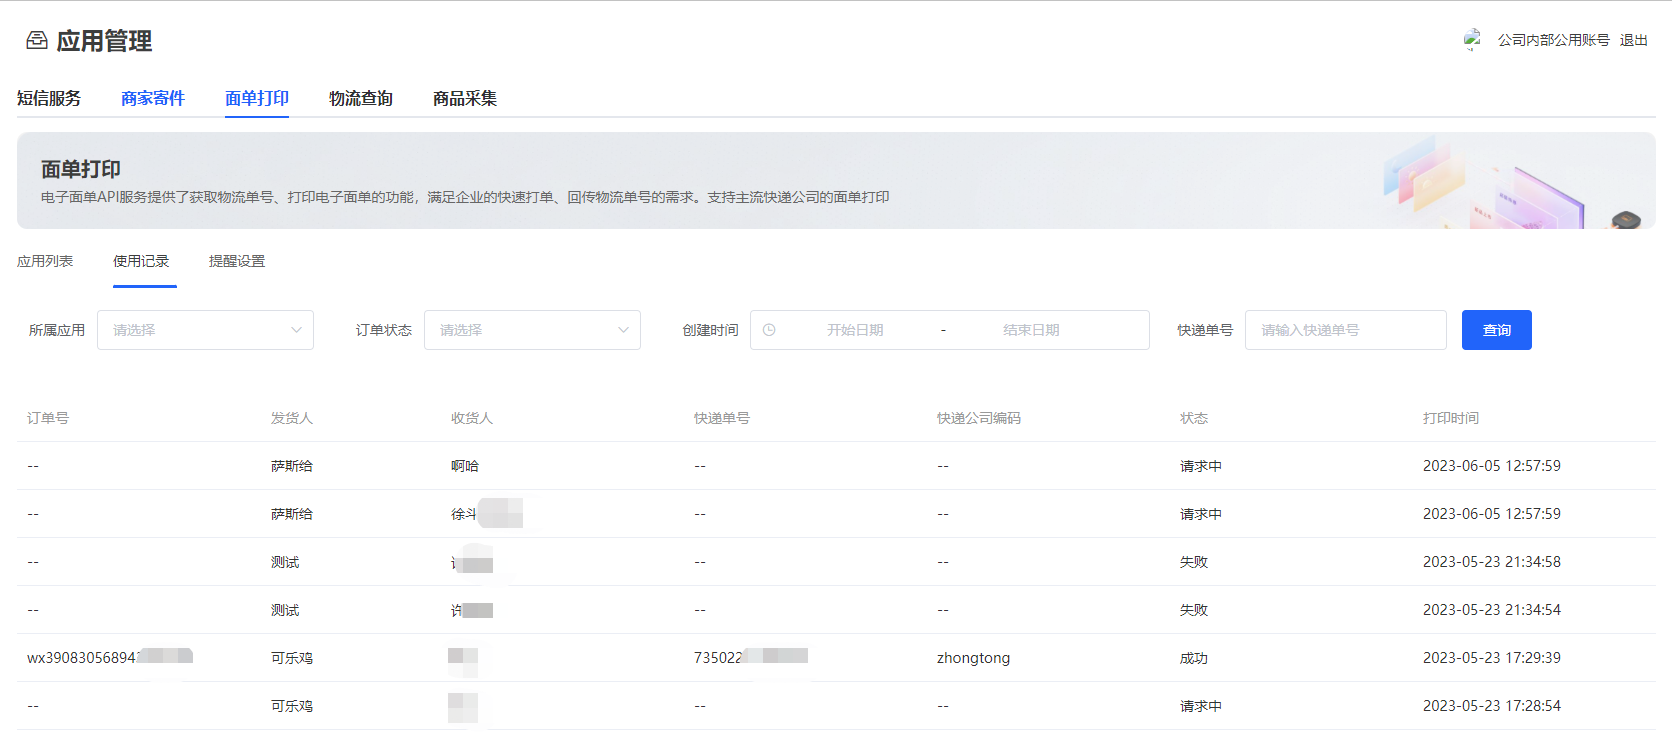 应用管理
公司内部公用账号 退出
短信服务 商家寄件 面单打印 物流查询 商品采集
面单打印
电子面单API服务提供了获取物流单号、打印电子面单的功能，满足企业的快速打单、回传物流单号的需求。支持主流快递公司的面单打印
应用列表 使用记录 提醒设置
所属应用 请选择 订单状态 请选择 创建时间 开始日期 - 结束日期 快递单号 请输入快递单号 查询
订单号 发货人 收货人 快递单号 快递公司编码 状态 打印时间
-- 萨斯给 啊哈 -- -- 请求中 2023-06-05 12:57:59
-- 萨斯给 徐斗 -- -- 请求中 2023-06-05 12:57:59
-- 测试 -- -- 失败 2023-05-23 21:34:58
-- 测试 许 -- -- 失败 2023-05-23 21:34:54
wx39083056894 可乐鸡 735022 zhongtong 成功 2023-05-23 17:29:39
-- 可乐鸡 -- -- 请求中 2023-05-23 17:28:54